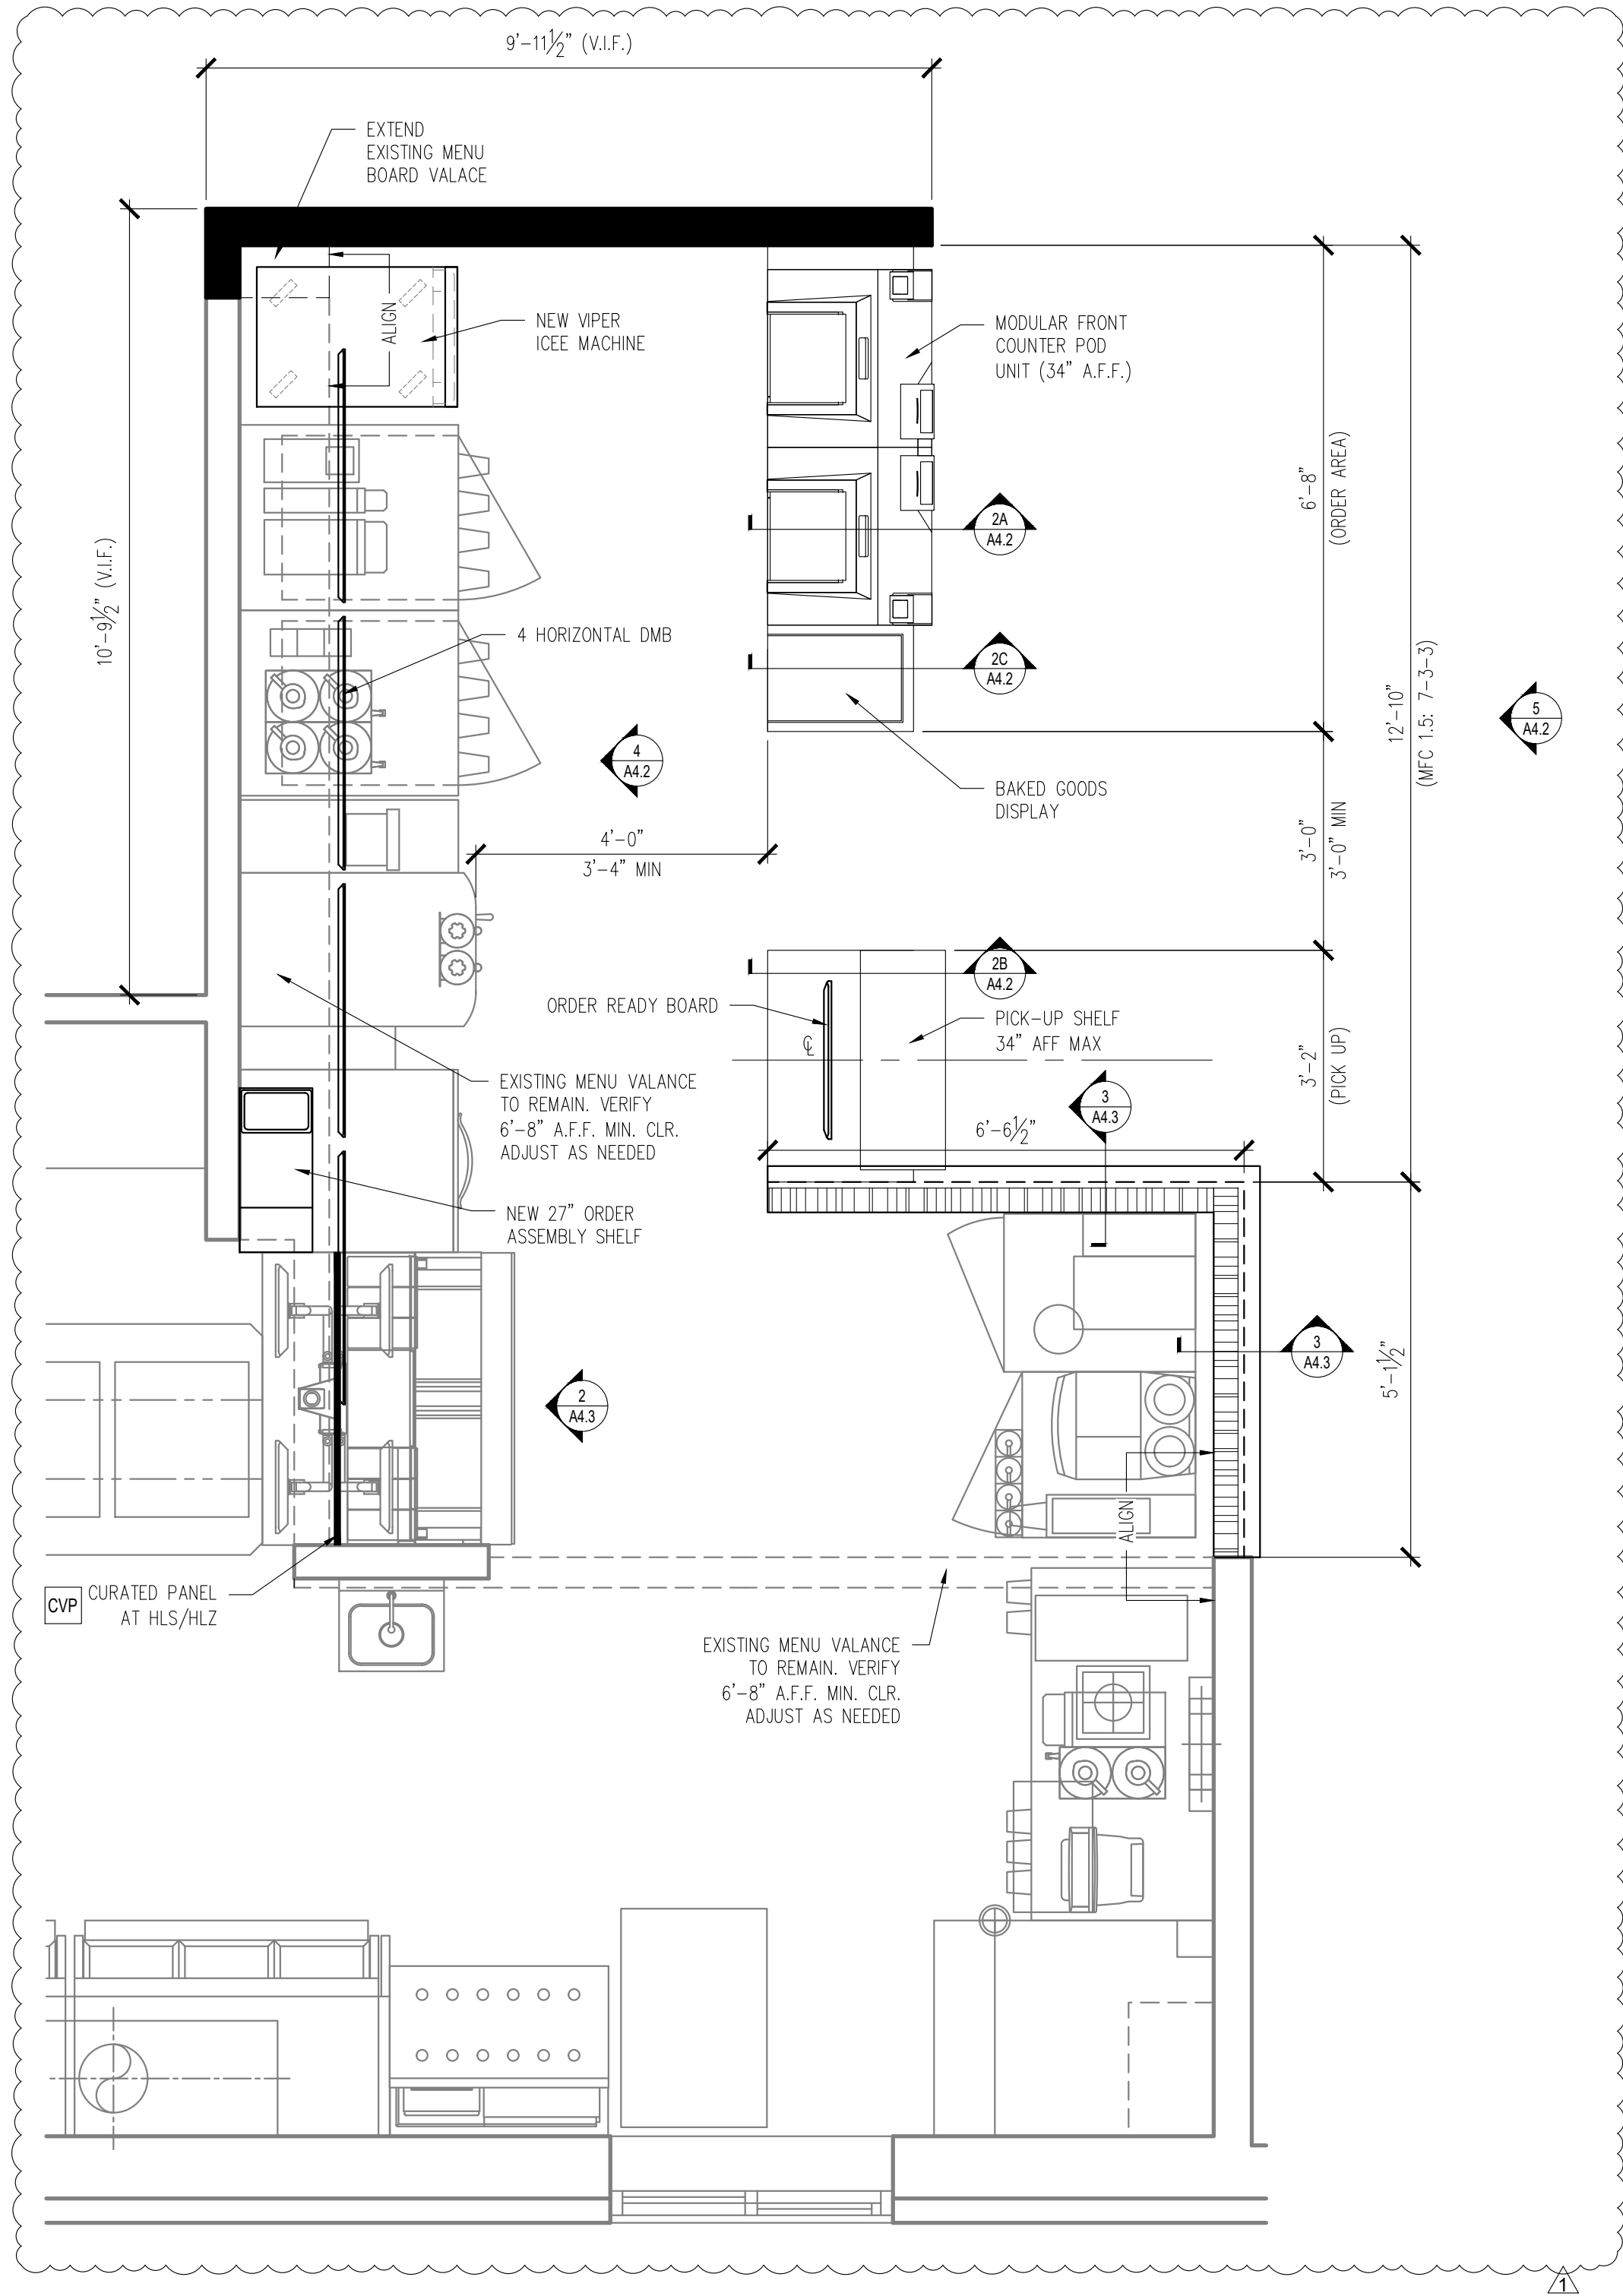 9'-11½" (V.I.F.)
EXTEND
EXISTING MENU
BOARD VALACE
ALIGN
NEW VIPER
ICEE MACHINE
MODULAR FRONT
COUNTER POD
UNIT (34" A.F.F.)
10'-9½" (V.I.F.)
6'-8"
(ORDER AREA)
2A
A4.2
4 HORIZONTAL DMB
2C
A4.2
12'-10"
(MFC 1.5: 7-3-3)
5
A4.2
4
A4.2
BAKED GOODS
DISPLAY
4'-0"
3'-4" MIN
3'-0"
3'-0" MIN
2B
A4.2
ORDER READY BOARD
CL
PICK-UP SHELF
34" AFF MAX
3'-2"
(PICK UP)
EXISTING MENU VALANCE
TO REMAIN. VERIFY
6'-8" A.F.F. MIN. CLR.
ADJUST AS NEEDED
3
A4.3
6'-6½"
NEW 27" ORDER
ASSEMBLY SHELF
3
A4.3
5'-1½"
2
A4.3
ALIGN
CVP
CURATED PANEL
AT HLS/HLZ
EXISTING MENU VALANCE
TO REMAIN. VERIFY
6'-8" A.F.F. MIN. CLR.
ADJUST AS NEEDED
1